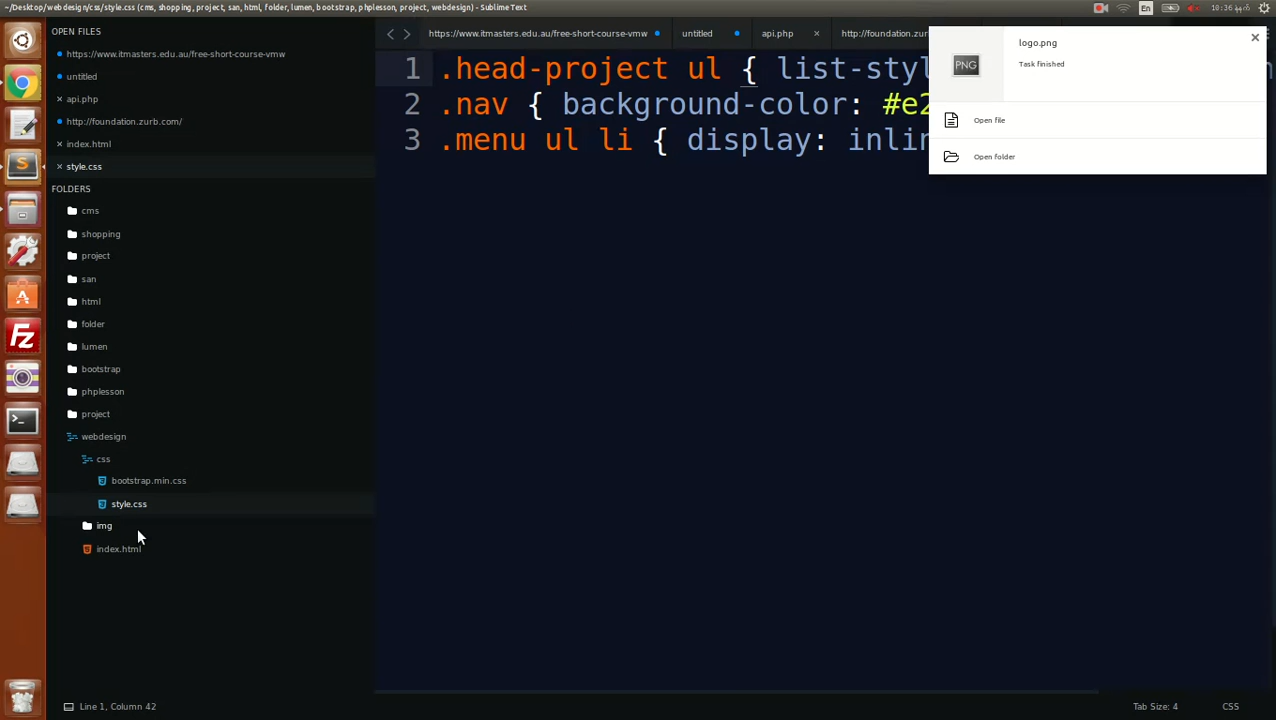 ~/Desktop/webdesign/css/style.css (cms, shopping, project, san, html, folder, lumen, bootstrap, phplesson, project, webdesign) - Sublime Text
En
OPEN FILES
https://www.itmasters.edu.au/free-short-course-vmw
untitled
api.php
http://foundation.zurb.com/
index.html
style.css
FOLDERS
cms
shopping
project
san
html
folder
lumen
bootstrap
phplesson
project
webdesign
css
bootstrap.min.css
style.css
img
index.html
https://www.itmasters.edu.au/free-short-course-vmw
untitled
api.php
http://foundation.zur
1 .head-project ul { list-styl
2 .nav { background-color: #e2
3 .menu ul li { display: inlin
PNG
logo.png
Task finished
Open file
Open folder
Line 1, Column 42
Tab Size: 4
CSS